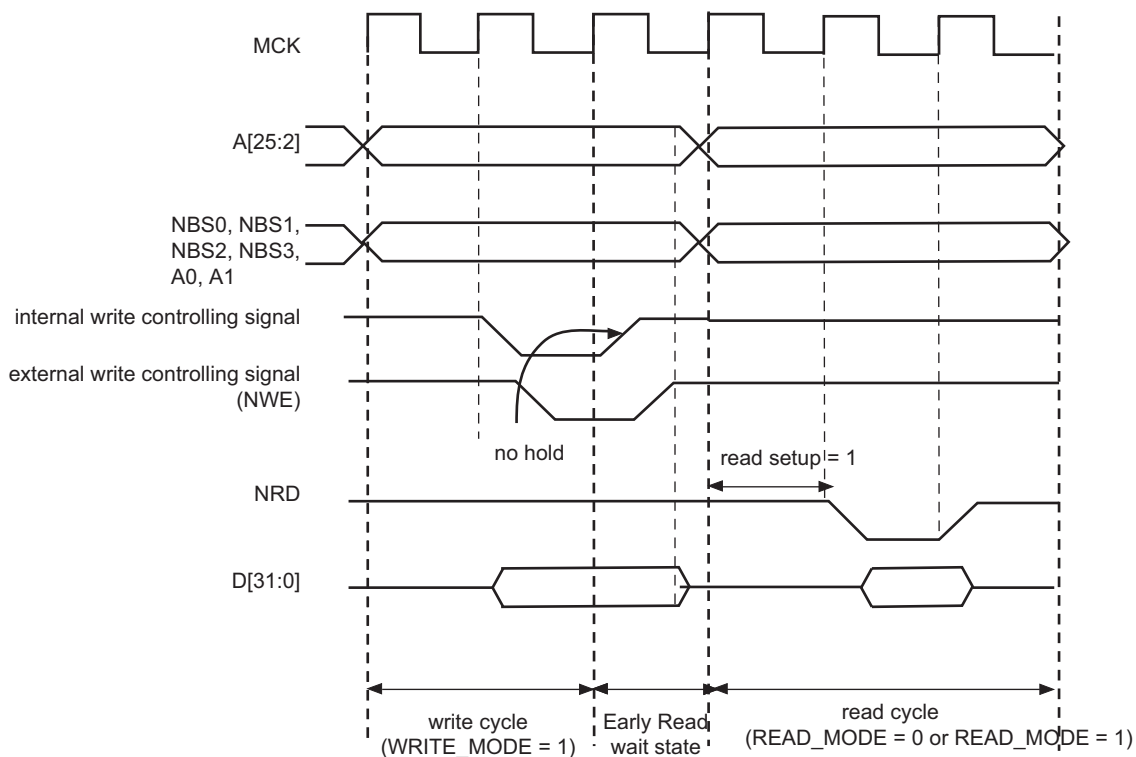 MCK
A[25:2]
NBS0, NBS1,
NBS2, NBS3,
A0, A1
internal write controlling signal
external write controlling signal
(NWE)
no hold
read setup = 1
NRD
D[31:0]
write cycle
(WRITE_MODE = 1)
Early Read
wait state
read cycle
(READ_MODE = 0 or READ_MODE = 1)